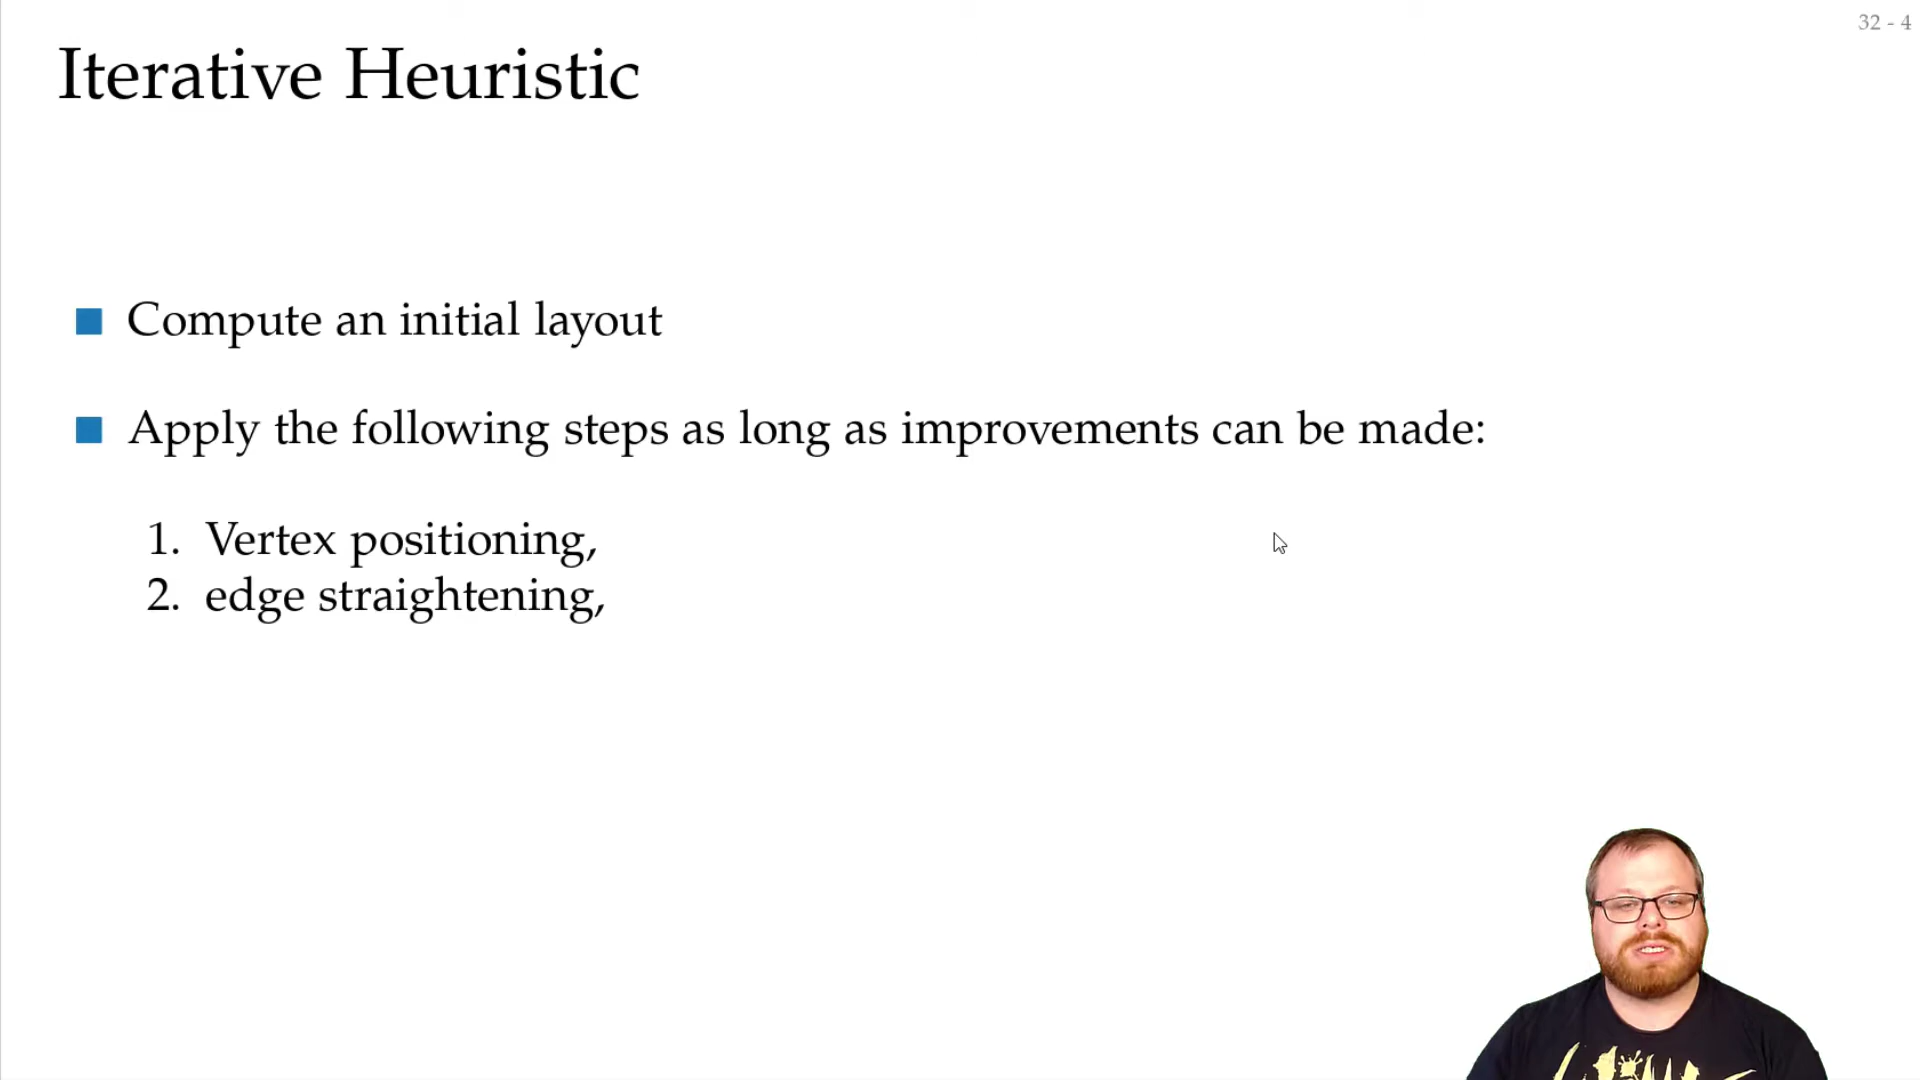 32 - 4
Iterative Heuristic
Compute an initial layout
Apply the following steps as long as improvements can be made:
1. Vertex positioning,
2. edge straightening,